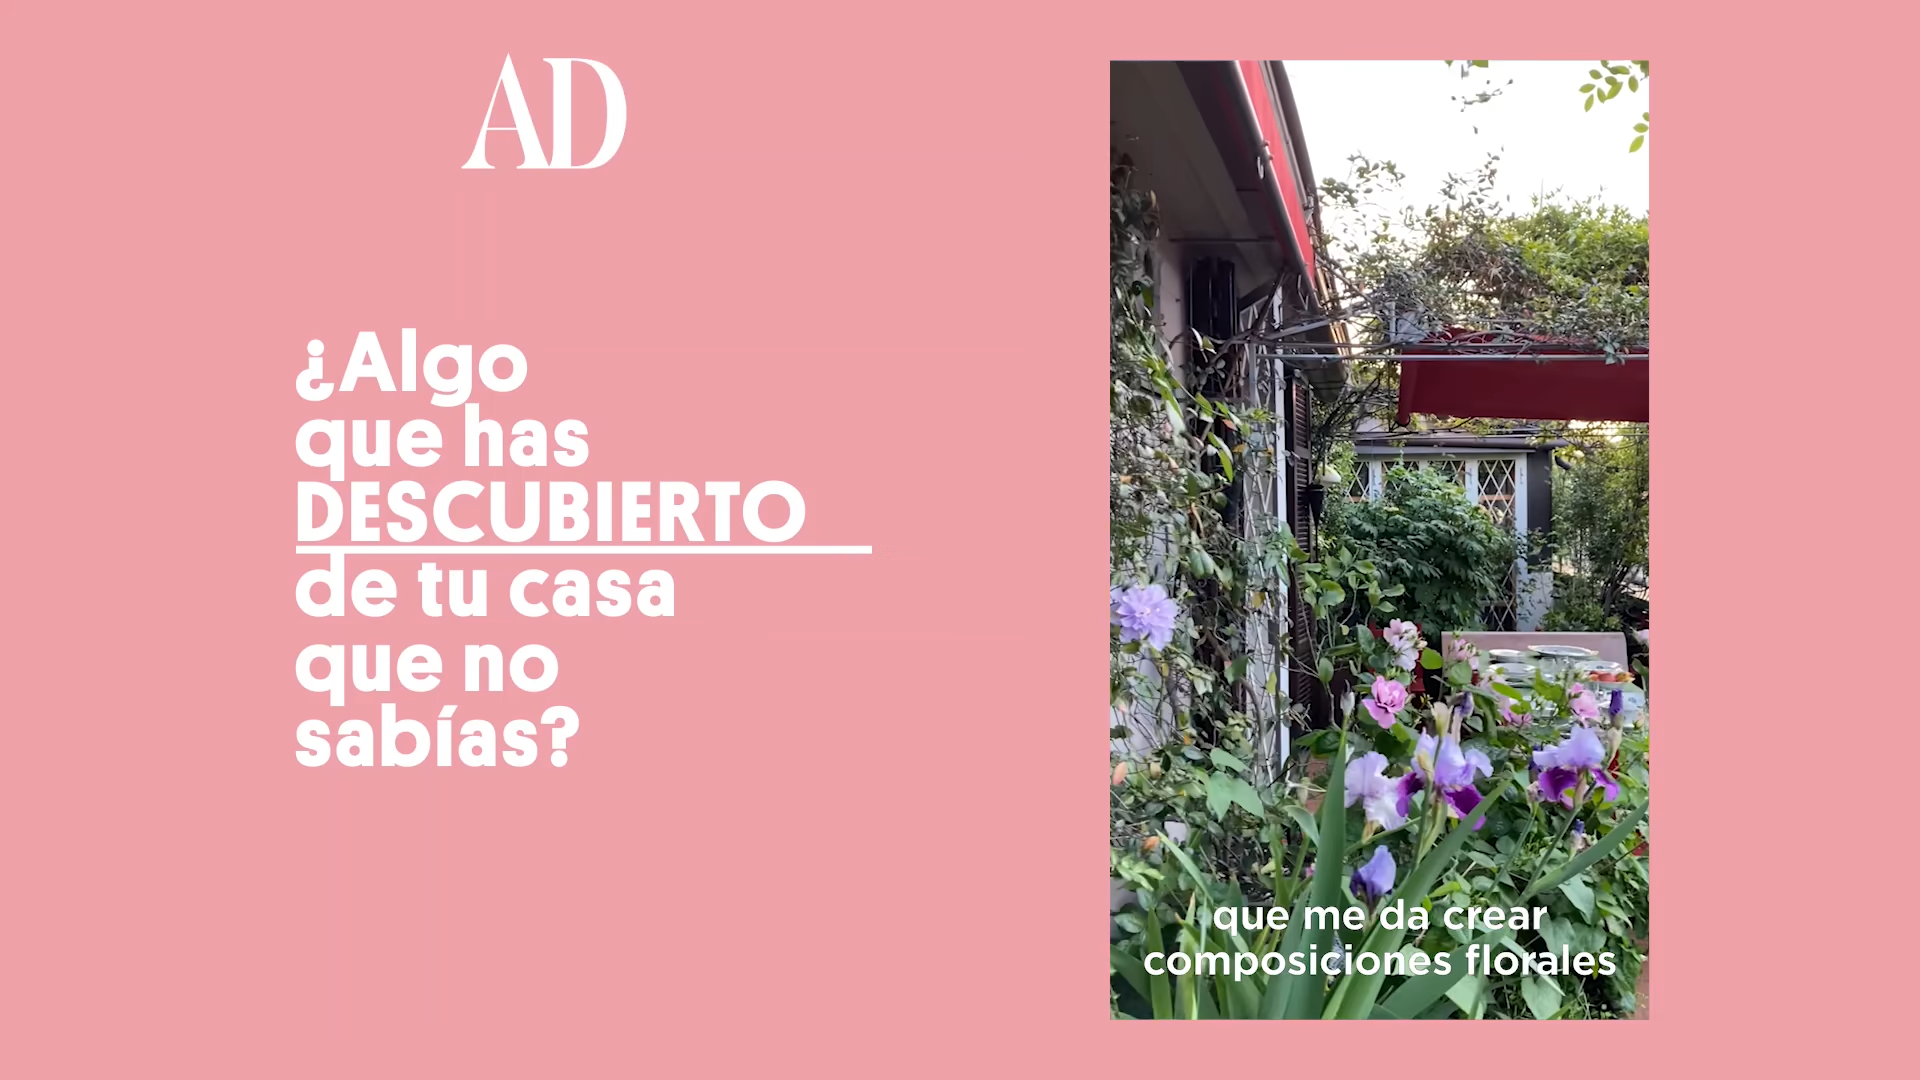 AD
¿Algo
que has
DESCUBIERTO
de tu casa
que no
sabías?
que me da crear
composiciones florales